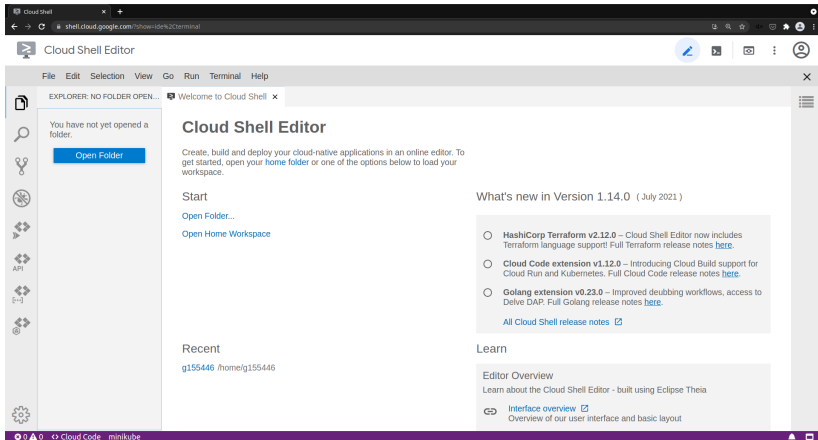 Cloud Shell
shell.cloud.google.com/?show=ide%2Cterminal
Cloud Shell Editor
File Edit Selection View Go Run Terminal Help
EXPLORER: NO FOLDER OPEN...
Welcome to Cloud Shell
You have not yet opened a
folder.
Open Folder
API
Cloud Shell Editor
Create, build and deploy your cloud-native applications in an online editor. To
get started, open your home folder or one of the options below to load your
workspace.
Start
Open Folder...
Open Home Workspace
What's new in Version 1.14.0 ( July 2021 )
HashiCorp Terraform v2.12.0 – Cloud Shell Editor now includes
Terraform language support! Full Terraform release notes here.
Cloud Code extension v1.12.0 – Introducing Cloud Build support for
Cloud Run and Kubernetes. Full Cloud Code release notes here.
Golang extension v0.23.0 – Improved deubbing workflows, access to
Delve DAP. Full Golang release notes here.
All Cloud Shell release notes
Recent
g155446 /home/g155446
Learn
Editor Overview
Learn about the Cloud Shell Editor - built using Eclipse Theia
Interface overview
Overview of our user interface and basic layout
0 0 Cloud Code minikube